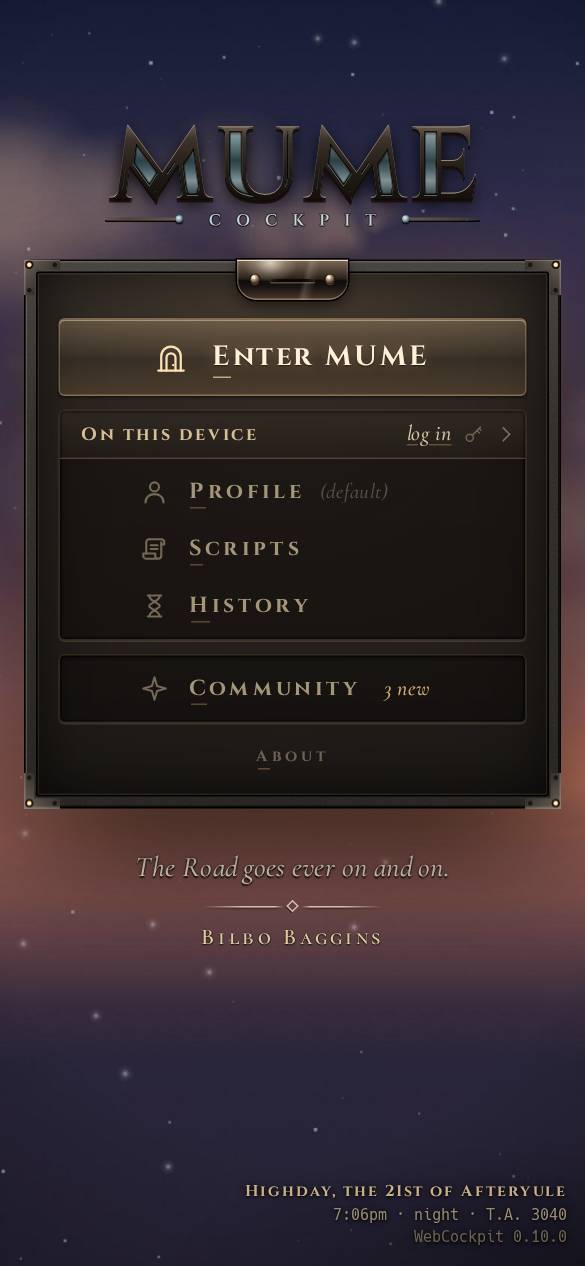 MUME
COCKPIT
Enter MUME
On this device log in
Profile (default)
Scripts
History
Community 3 new
About
The Road goes ever on and on.
Bilbo Baggins
Highday, the 21st of Afteryule
7:06pm · night · T.A. 3040
WebCockpit 0.10.0